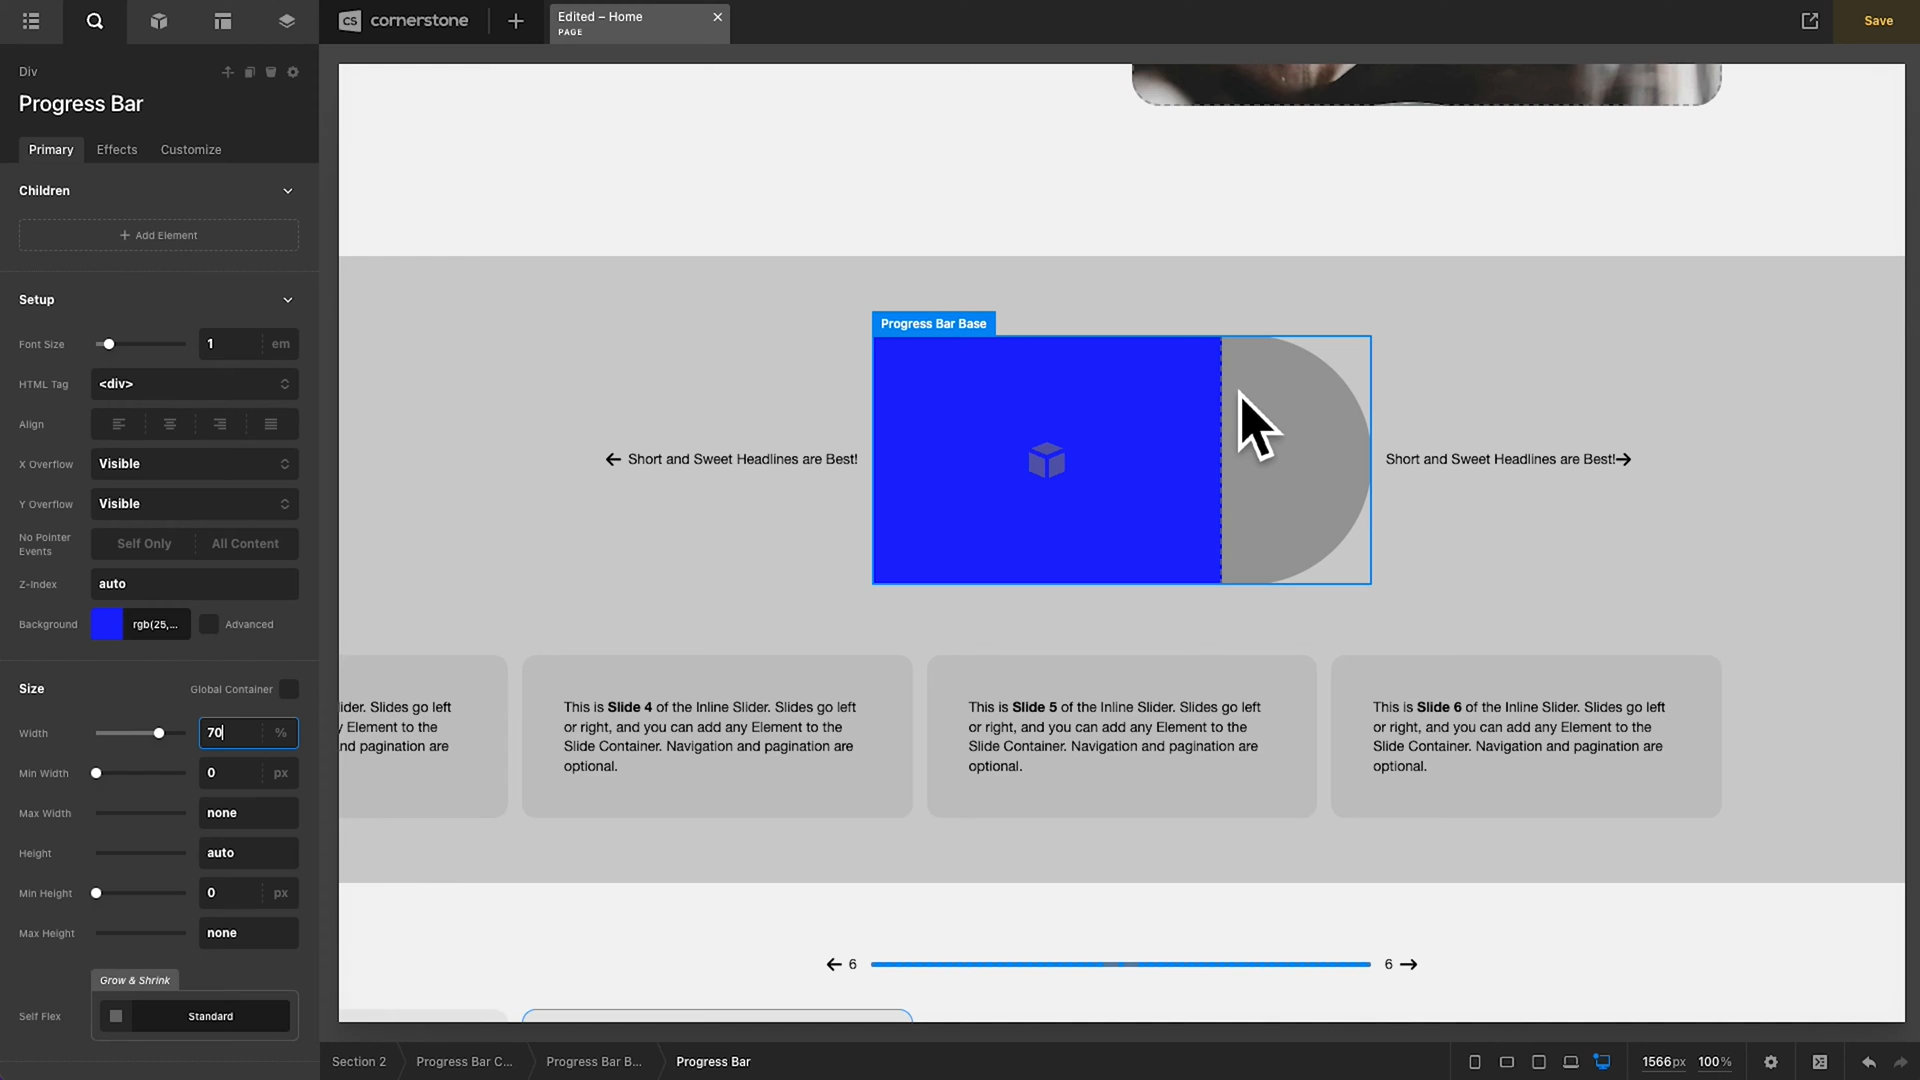 cornerstone
CS
Edited – Home
PAGE
Save
Div
Progress Bar
Primary
Effects
Customize
Children
Add Element
Setup
Font Size
1
em
HTML Tag
<div>
Align
X Overflow
Visible
Y Overflow
Visible
No Pointer
Events
Self Only
All Content
Z-Index
auto
Background
rgb(25,...
Advanced
Size
Global Container
Width
70
%
Min Width
0
px
Max Width
none
Height
auto
Min Height
0
px
Max Height
none
Grow & Shrink
Self Flex
Standard
Progress Bar Base
Short and Sweet Headlines are Best!
Short and Sweet Headlines are Best!
lider. Slides go left
y Element to the
nd pagination are
This is Slide 4 of the Inline Slider. Slides go left
or right, and you can add any Element to the
Slide Container. Navigation and pagination are
optional.
This is Slide 5 of the Inline Slider. Slides go left
or right, and you can add any Element to the
Slide Container. Navigation and pagination are
optional.
This is Slide 6 of the Inline Slider. Slides go left
or right, and you can add any Element to the
Slide Container. Navigation and pagination are
optional.
6
6
Section 2
Progress Bar C...
Progress Bar B...
Progress Bar
1566px
100%